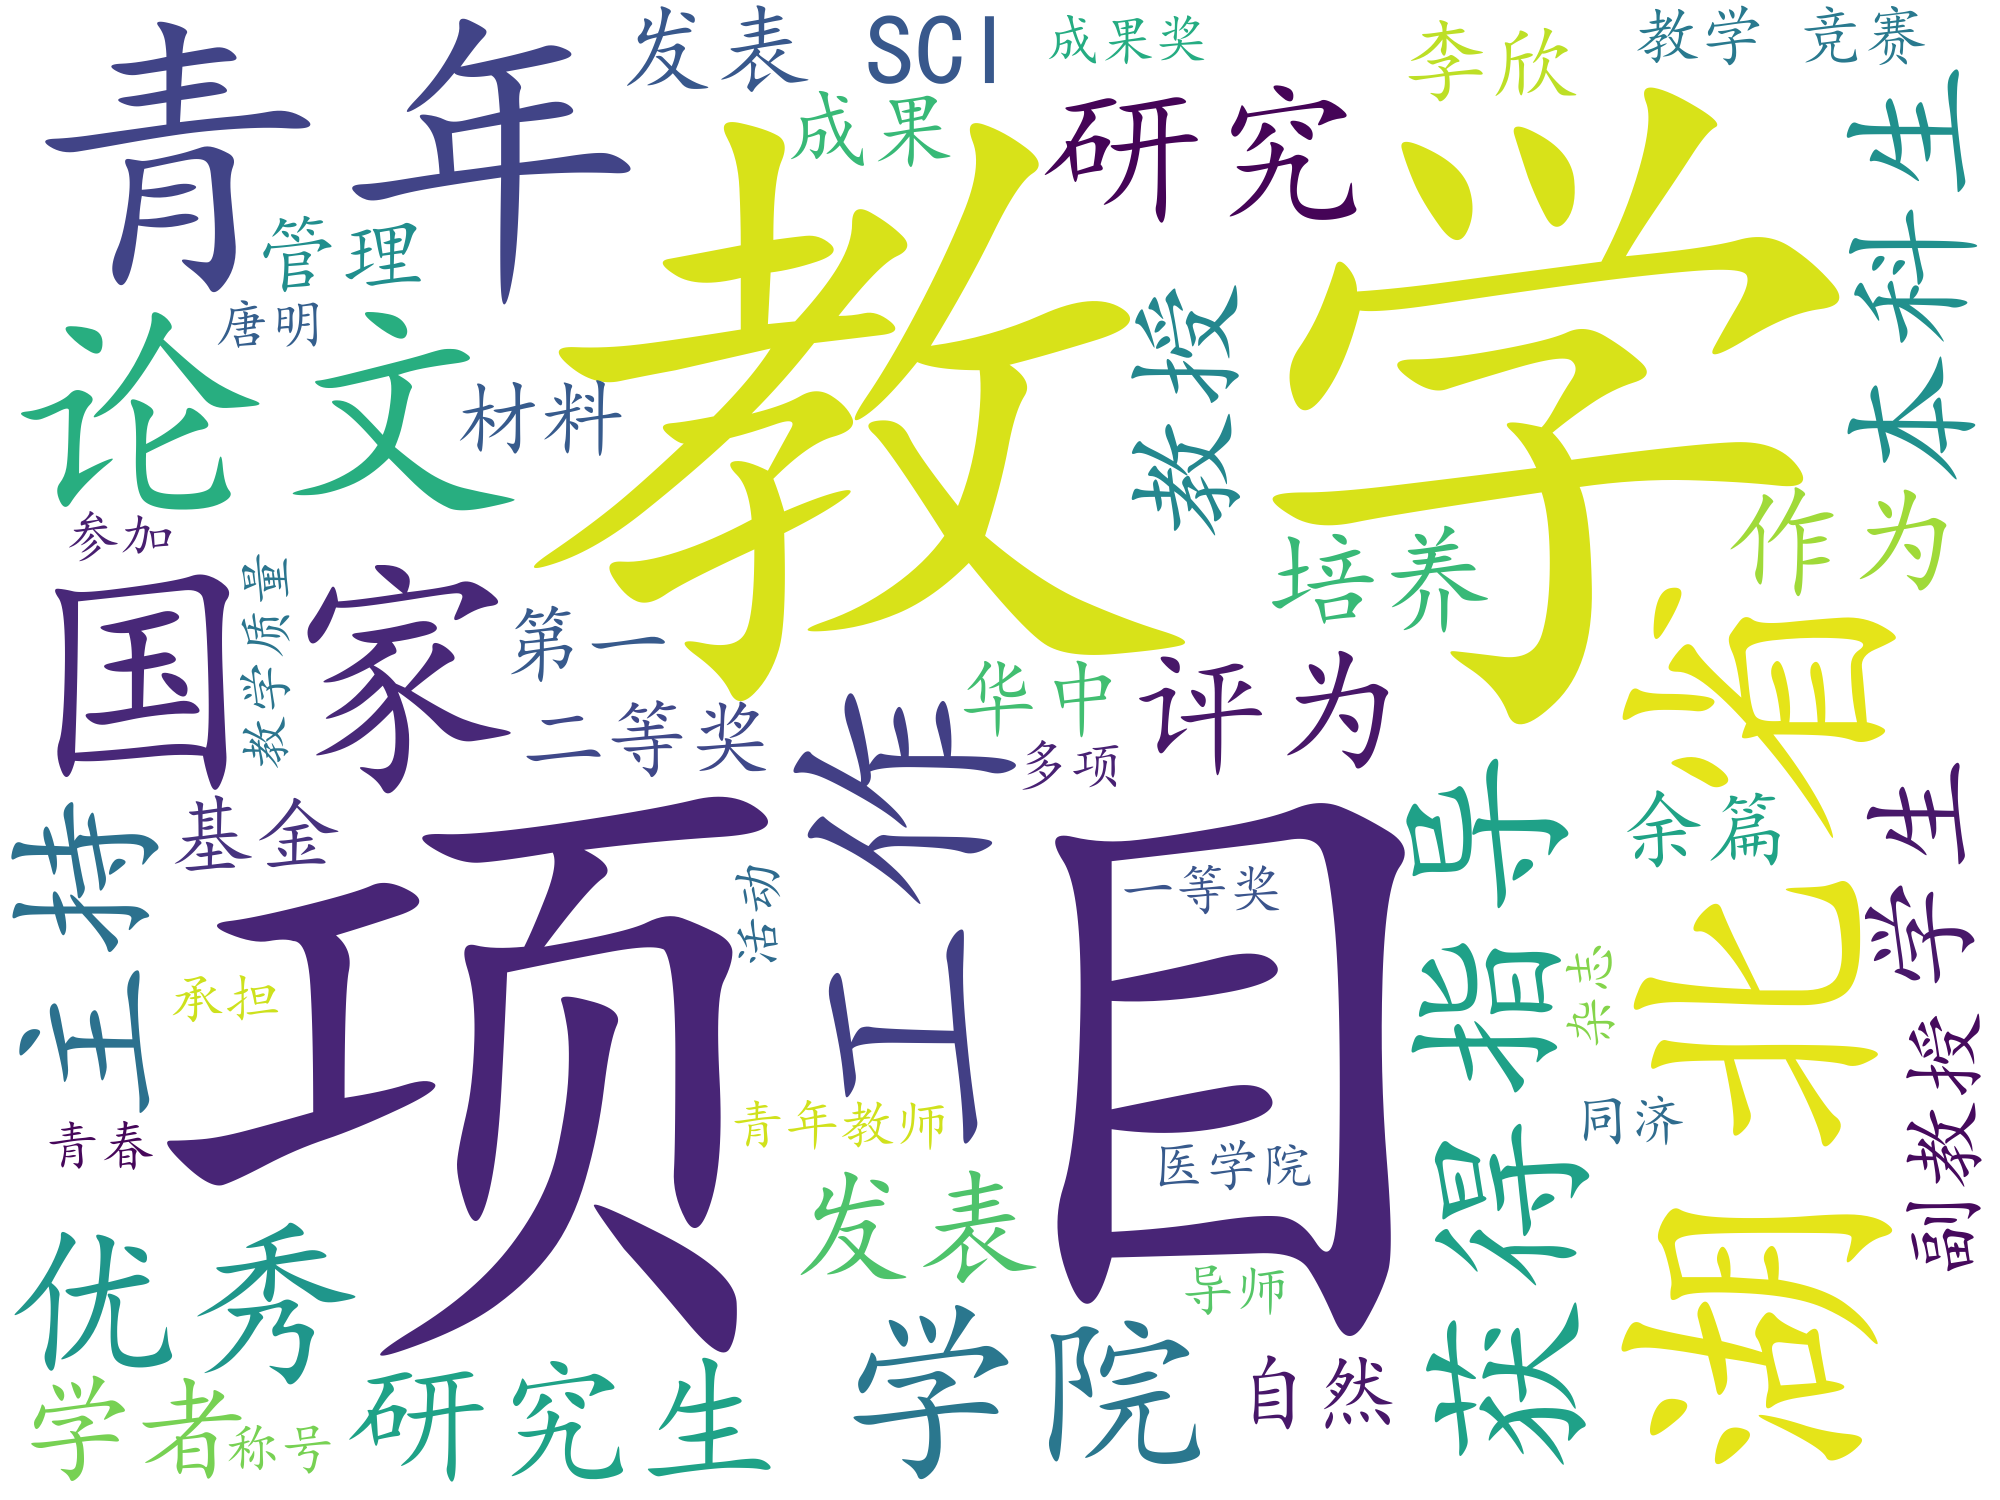 青年
发表
SCI
成果奖
李欣
教学 竞赛
成果
研究
本科生
教学
管理
唐明
论文
材料
教授
参加
培养
作为
国家
教学质量
第一
二等奖
华中
多项
评为
湖北省
主持
基金
项目
工作
活动
一等奖
指导
余篇
学生
承担
杂志
青春
青年教师
医学院
获得
同济
副教授
优秀
发表
导师
学者
称号
研究生
学院
自然